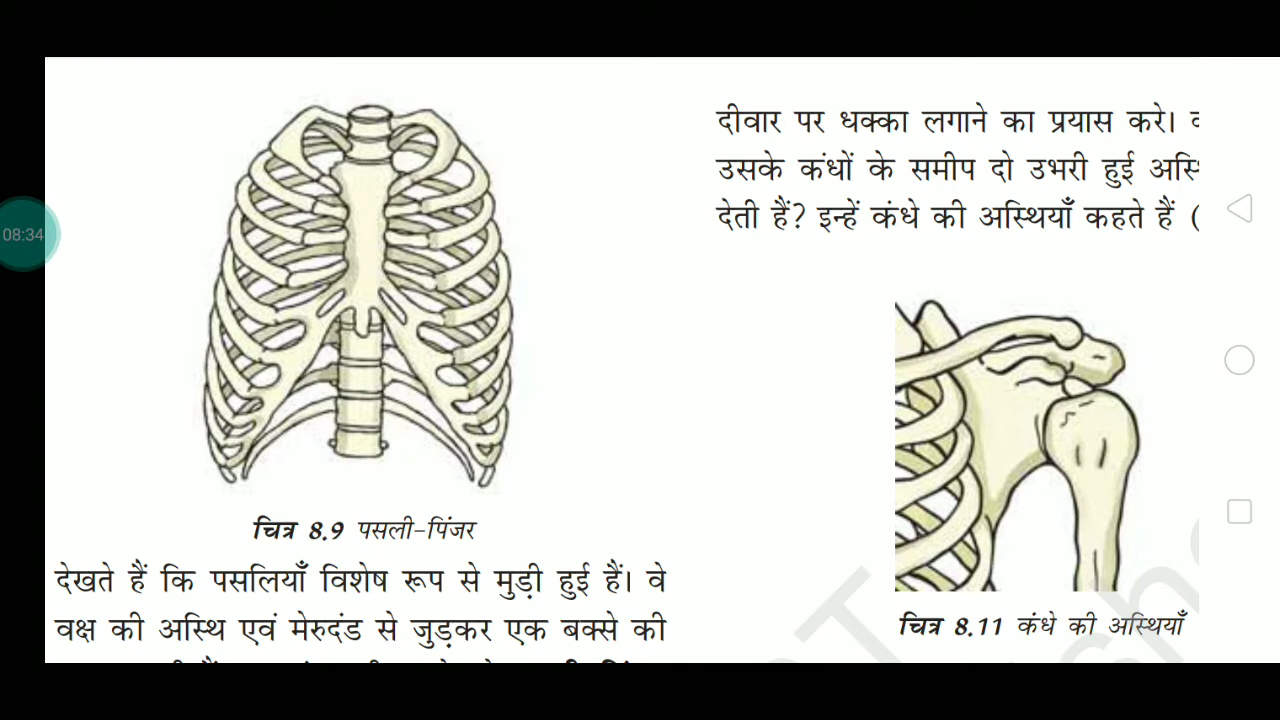 08:34
चित्र 8.9 पसली-पिंजर
देखते हैं कि पसलियाँ विशेष रूप से मुड़ी हुई हैं। वे
वक्ष की अस्थि एवं मेरुदंड से जुड़कर एक बक्से की
दीवार पर धक्का लगाने का प्रयास करे।
उसके कंधों के समीप दो उभरी हुई
देती हैं? इन्हें कंधे की अस्थियाँ कहते हैं (
चित्र 8.11 कंधे की अस्थियाँ